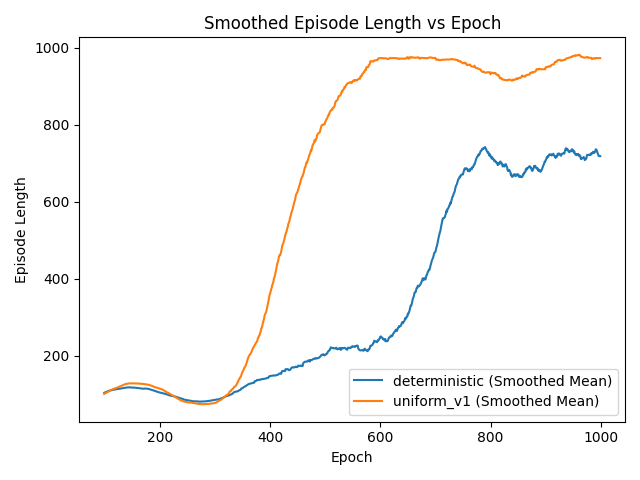 Smoothed Episode Length vs Epoch
1000
800
600
400
200
Episode Length
deterministic (Smoothed Mean)
uniform_v1 (Smoothed Mean)
200 400 600 800 1000
Epoch